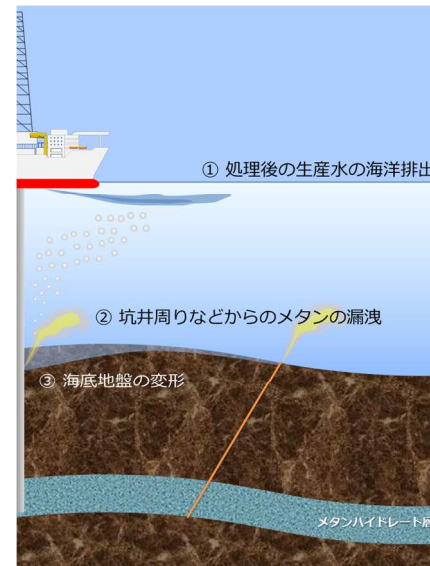 ① 処理後の生産水の海洋排出
② 坑井周りなどからのメタンの漏洩
③ 海底地盤の変形
メタンハイドレート層